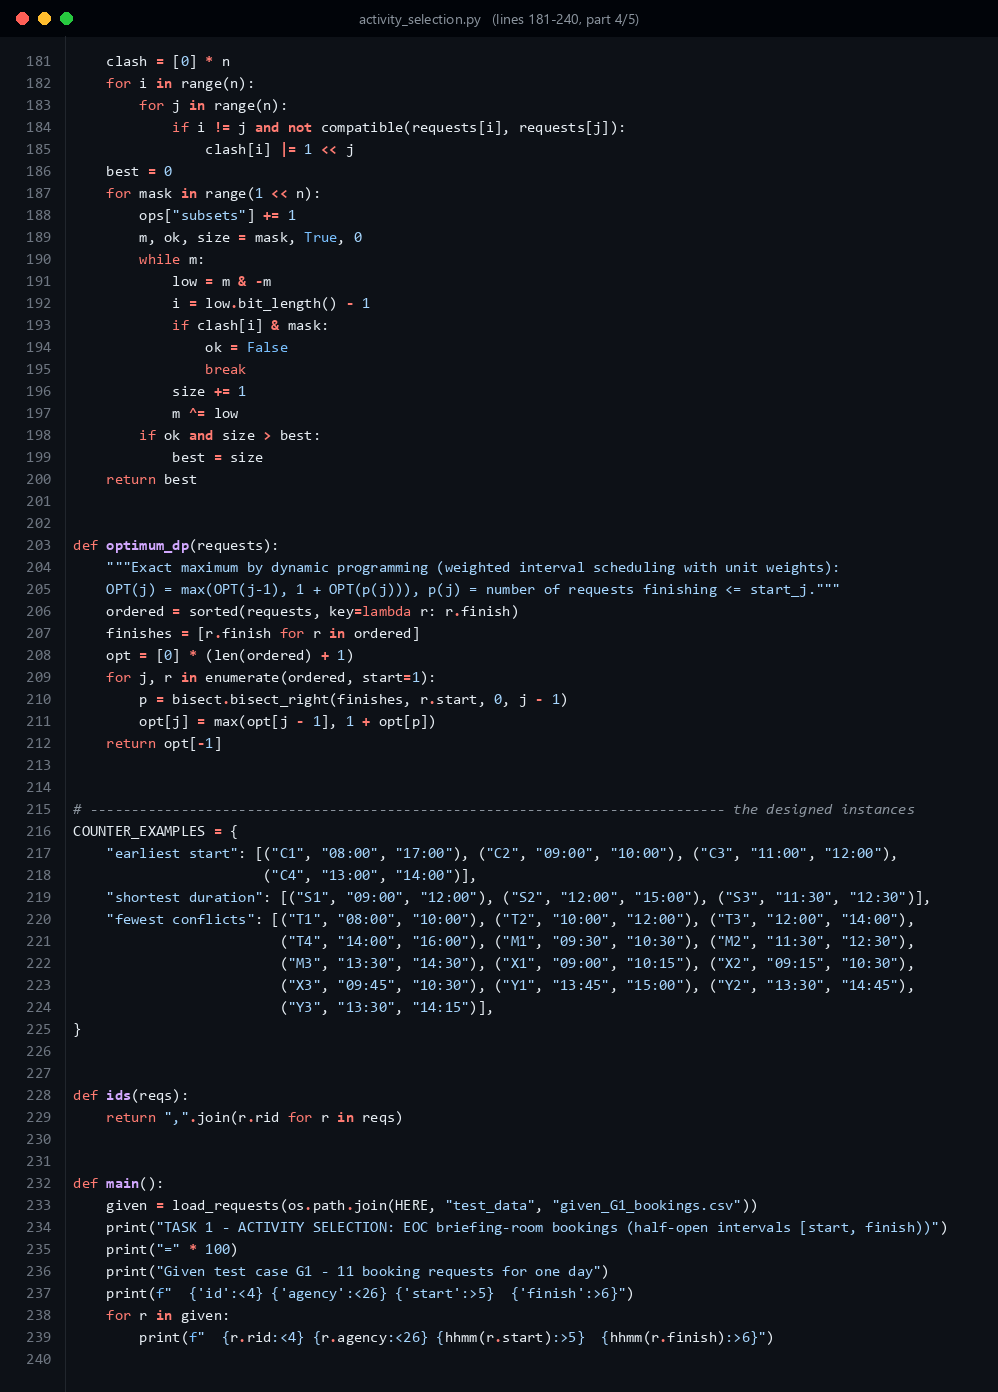 activity_selection.py   (lines 181-240, part 4/5)
181     clash = [0] * n
182     for i in range(n):
183         for j in range(n):
184             if i != j and not compatible(requests[i], requests[j]):
185                 clash[i] |= 1 << j
186     best = 0
187     for mask in range(1 << n):
188         ops["subsets"] += 1
189         m, ok, size = mask, True, 0
190         while m:
191             low = m & -m
192             i = low.bit_length() - 1
193             if clash[i] & mask:
194                 ok = False
195                 break
196             size += 1
197             m ^= low
198         if ok and size > best:
199             best = size
200     return best
201
202
203 def optimum_dp(requests):
204     """Exact maximum by dynamic programming (weighted interval scheduling with unit weights):
205     OPT(j) = max(OPT(j-1), 1 + OPT(p(j))), p(j) = number of requests finishing <= start_j."""
206     ordered = sorted(requests, key=lambda r: r.finish)
207     finishes = [r.finish for r in ordered]
208     opt = [0] * (len(ordered) + 1)
209     for j, r in enumerate(ordered, start=1):
210         p = bisect.bisect_right(finishes, r.start, 0, j - 1)
211         opt[j] = max(opt[j - 1], 1 + opt[p])
212     return opt[-1]
213
214
215 # ----------------------------------------------------------------------------- the designed instances
216 COUNTER_EXAMPLES = {
217     "earliest start": [("C1", "08:00", "17:00"), ("C2", "09:00", "10:00"), ("C3", "11:00", "12:00"),
218                        ("C4", "13:00", "14:00")],
219     "shortest duration": [("S1", "09:00", "12:00"), ("S2", "12:00", "15:00"), ("S3", "11:30", "12:30")],
220     "fewest conflicts": [("T1", "08:00", "10:00"), ("T2", "10:00", "12:00"), ("T3", "12:00", "14:00"),
221                          ("T4", "14:00", "16:00"), ("M1", "09:30", "10:30"), ("M2", "11:30", "12:30"),
222                          ("M3", "13:30", "14:30"), ("X1", "09:00", "10:15"), ("X2", "09:15", "10:30"),
223                          ("X3", "09:45", "10:30"), ("Y1", "13:45", "15:00"), ("Y2", "13:30", "14:45"),
224                          ("Y3", "13:30", "14:15")],
225 }
226
227
228 def ids(reqs):
229     return ",".join(r.rid for r in reqs)
230
231
232 def main():
233     given = load_requests(os.path.join(HERE, "test_data", "given_G1_bookings.csv"))
234     print("TASK 1 - ACTIVITY SELECTION: EOC briefing-room bookings (half-open intervals [start, finish))")
235     print("=" * 100)
236     print("Given test case G1 - 11 booking requests for one day")
237     print(f"  {'id':<4} {'agency':<26} {'start':>5}  {'finish':>6}")
238     for r in given:
239         print(f"  {r.rid:<4} {r.agency:<26} {hhmm(r.start):>5}  {hhmm(r.finish):>6}")
240